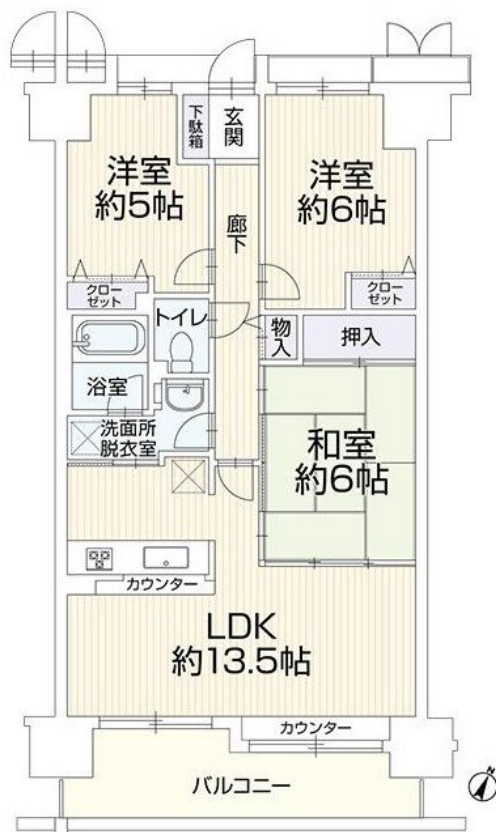 下駄箱
玄関
洋室
約5帖
洋室
約6帖
廊下
クロー
ゼット
クロー
ゼット
トイレ
物入
押入
浴室
洗面所
脱衣室
和室
約6帖
カウンター
LDK
約13.5帖
カウンター
バルコニー
N